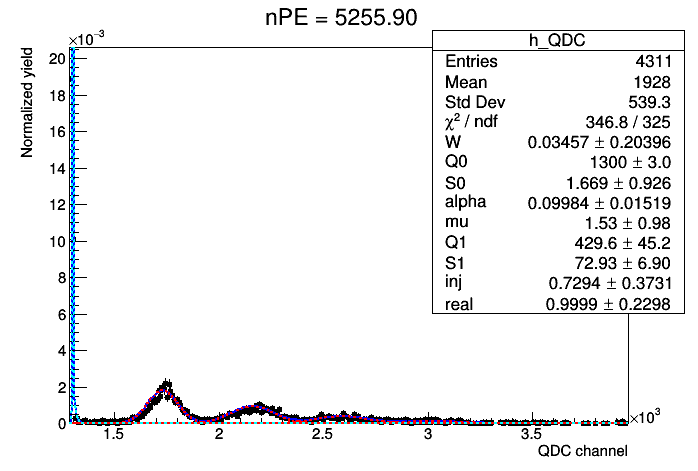 nPE = 5255.90
×10⁻³
Normalized yield
20
18
16
14
12
10
8
6
4
2
0
h_QDC
Entries 4311
Mean 1928
Std Dev 539.3
χ² / ndf 346.8 / 325
W 0.03457 ± 0.20396
Q0 1300 ± 3.0
S0 1.669 ± 0.926
alpha 0.09984 ± 0.01519
mu 1.53 ± 0.98
Q1 429.6 ± 45.2
S1 72.93 ± 6.90
inj 0.7294 ± 0.3731
real 0.9999 ± 0.2298
1.5 2 2.5 3 3.5 ×10³
QDC channel